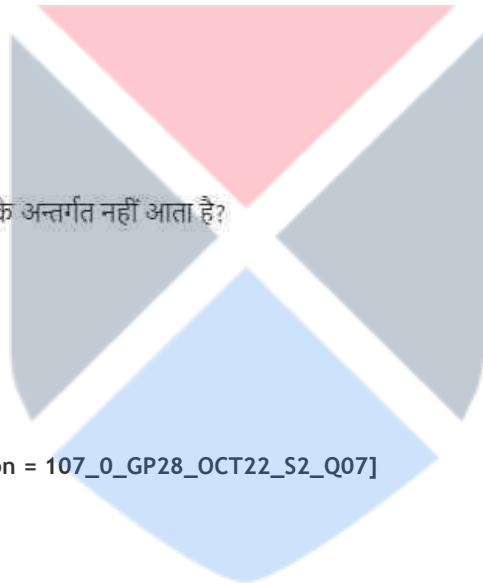 के अन्तर्गत नहीं आता है?
on = 107_0_GP28_OCT22_S2_Q07]